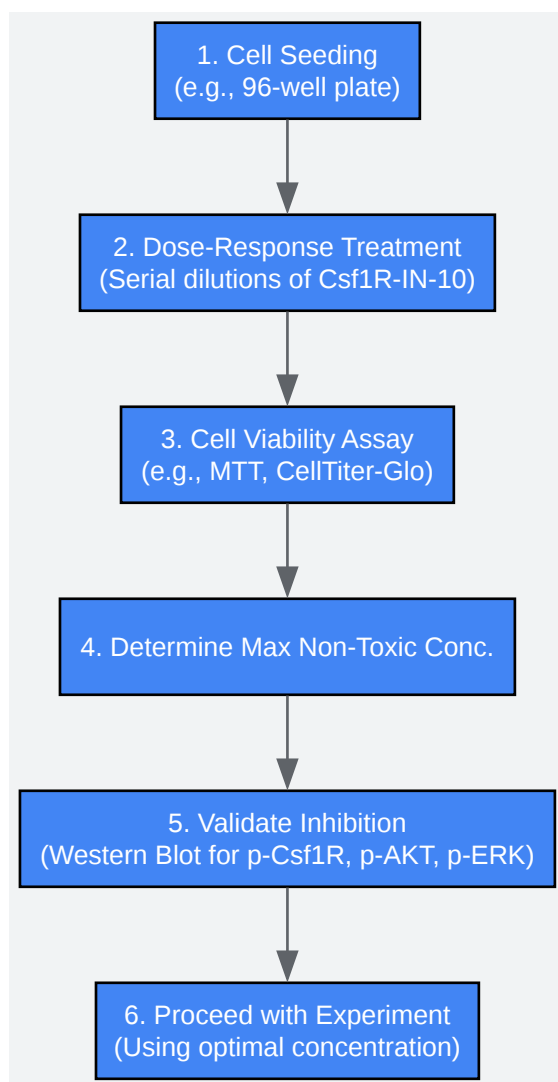 1. Cell Seeding
(e.g., 96-well plate)
2. Dose-Response Treatment
(Serial dilutions of Csf1R-IN-10)
3. Cell Viability Assay
(e.g., MTT, CellTiter-Glo)
4. Determine Max Non-Toxic Conc.
5. Validate Inhibition
(Western Blot for p-Csf1R, p-AKT, p-ERK)
6. Proceed with Experiment
(Using optimal concentration)